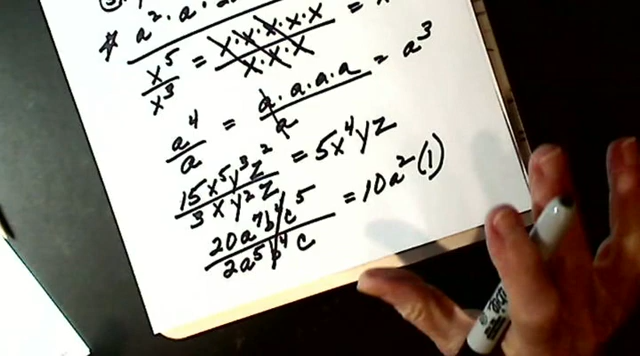 * a² · a ·
x⁵/x³ = x·x·x·x·x/x·x·x =
a⁴/a = a·a·a·a/a = a³
15x⁵y³z²/3xy²z = 5x⁴yz
20a⁷b⁴c⁵/2a⁵b⁴c = 10a²(1)